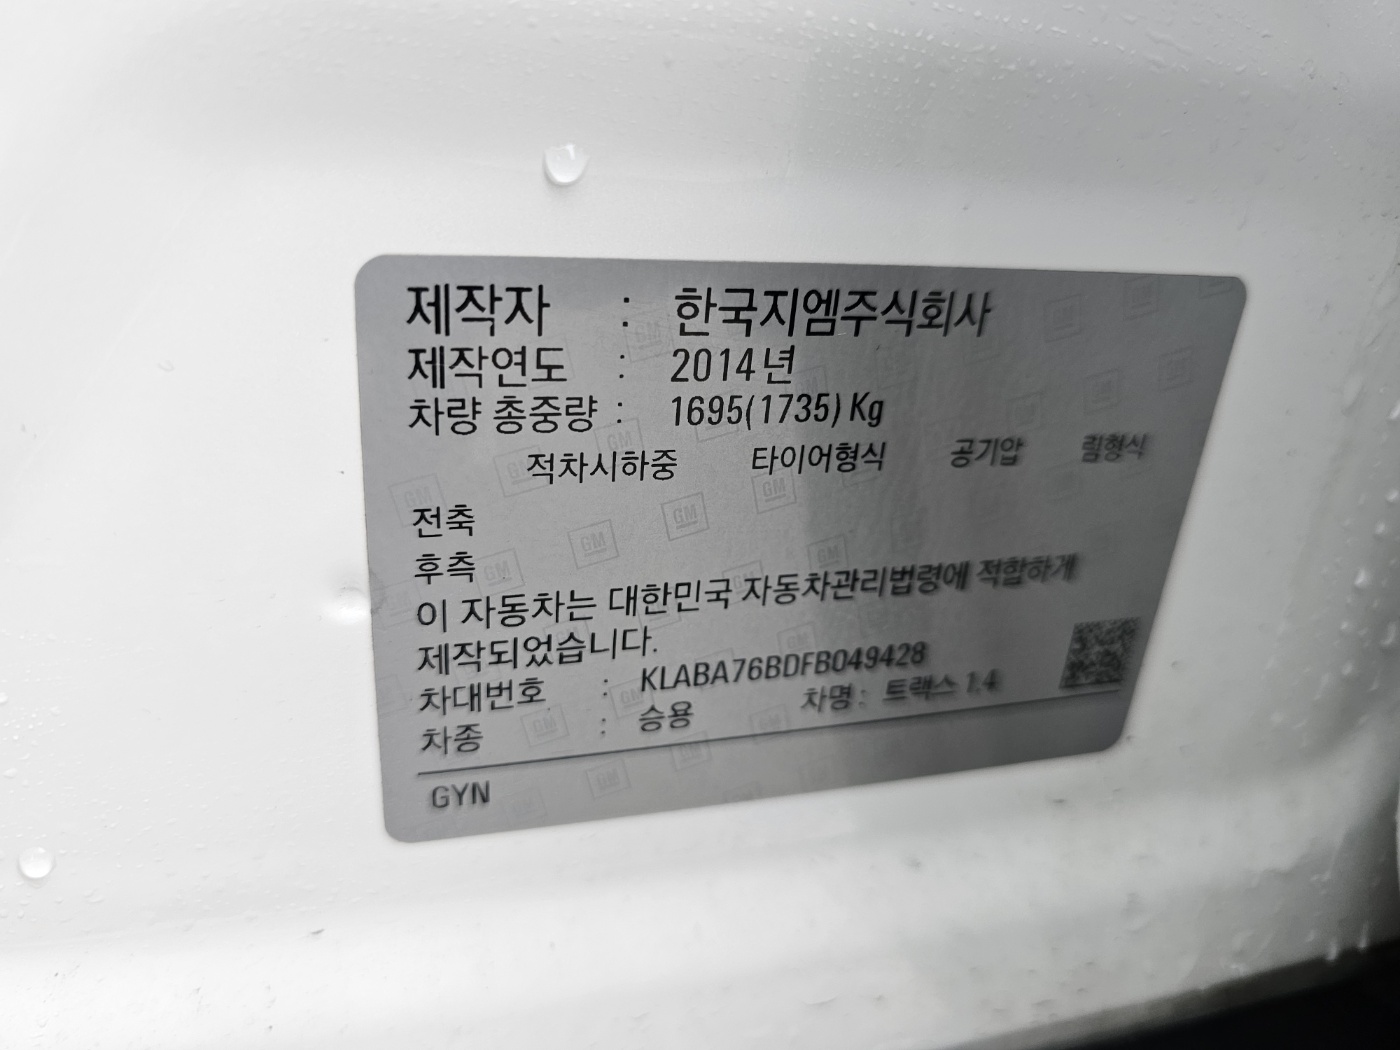 제작자 : 한국지엠주식회사
제작연도 : 2014년
차량 총중량 : 1695(1735) Kg
적차시하중 타이어형식 공기압 림형식
전축
후측
이 자동차는 대한민국 자동차관리법령에 적합하게
제작되었습니다.
차대번호 : KLABA76BDFB049428
차종 : 승용 차명 : 트랙스 1.4
GYN